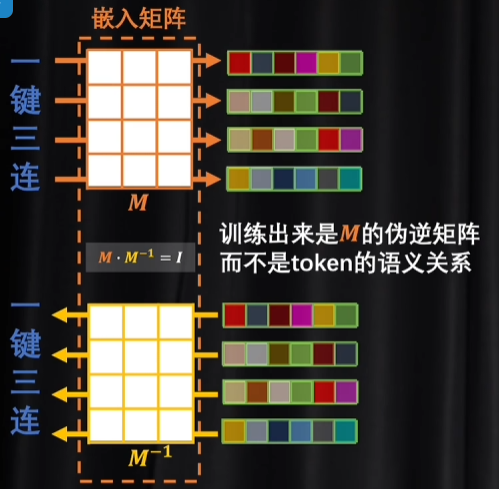 嵌入矩阵
一
键
三
连
M
训练出来是M的伪逆矩阵
而不是token的语义关系
M · M⁻¹ = I
一
键
三
连
M⁻¹